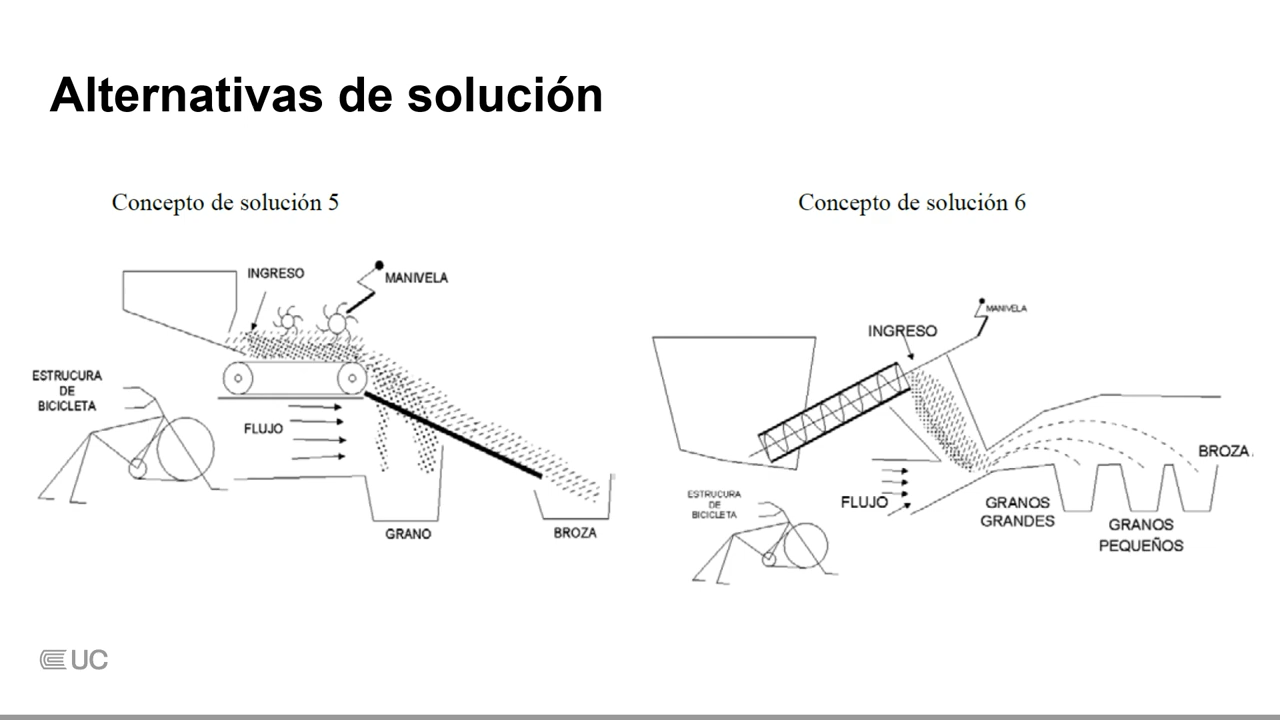 Alternativas de solución
Concepto de solución 5
INGRESO
MANIVELA
ESTRUCURA
DE
BICICLETA
FLUJO
GRANO
BROZA
Concepto de solución 6
MANIVELA
INGRESO
BROZA
ESTRUCURA
DE
BICICLETA
FLUJO
GRANOS
GRANDES
GRANOS
PEQUEÑOS
UC